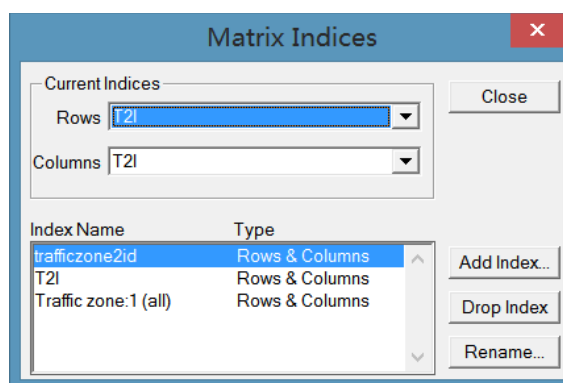 Matrix Indices
x
Current Indices
Rows T2I
Close
Columns T2I
Index Name Type
trafficzone2id Rows & Columns
T2I Rows & Columns
Traffic zone:1 (all) Rows & Columns
Add Index...
Drop Index
Rename...